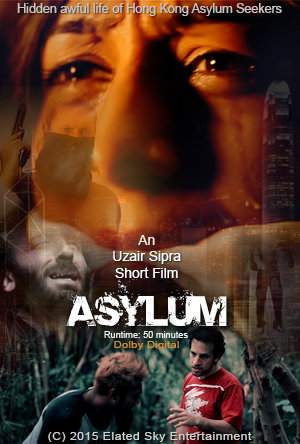 Hidden awful life of Hong Kong Asylum Seekers
An
Uzair Sipra
Short Film
ASYLUM
Runtime: 50 minutes
Dolby Digital
(C) 2015 Elated Sky Entertainment